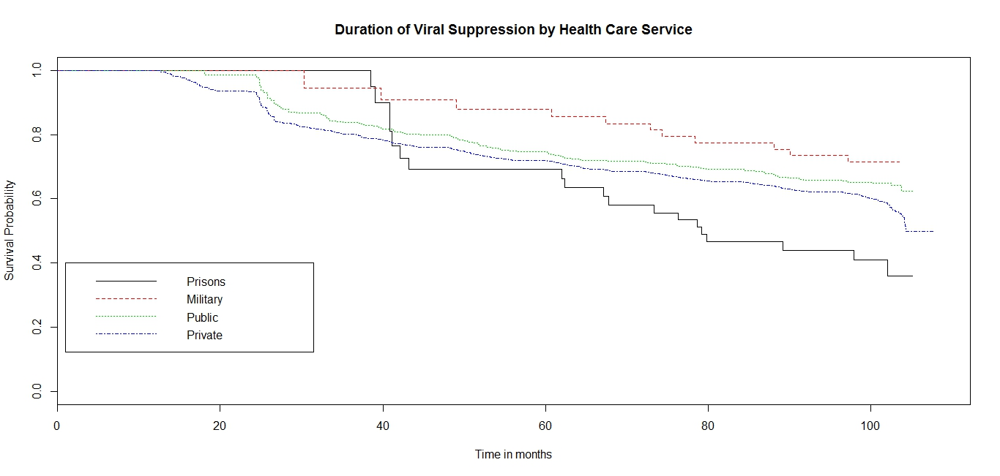 Duration of Viral Suppression by Health Care Service
1.0
0.8
0.6
0.4
0.2
0.0
Survival Probability
Prisons
Military
Public
Private
0 20 40 60 80 100
Time in months